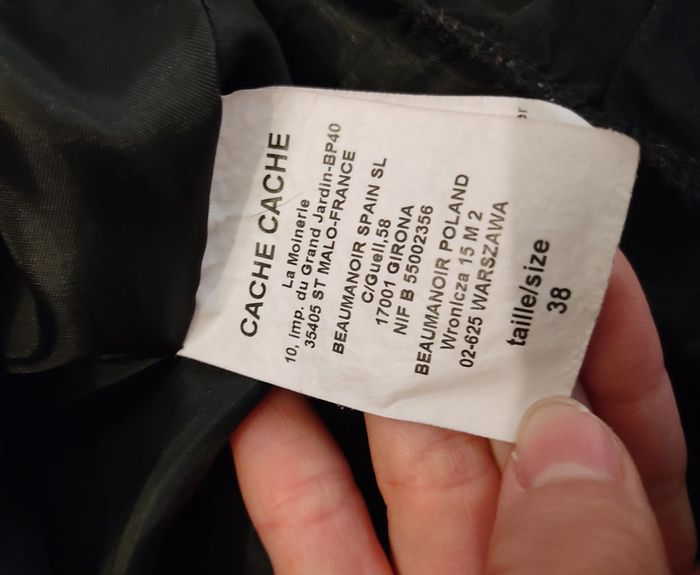 CACHE CACHE
La Moinerie
10, Imp. du Grand Jardin-BP40
35405 ST MALO-FRANCE
BEAUMANOIR SPAIN SL
C/Guell,58
17001 GIRONA
NIF B 55002356
BEAUMANOIR POLAND
Wronicza 15 M 2
02-625 WARSZAWA
taille/size
38